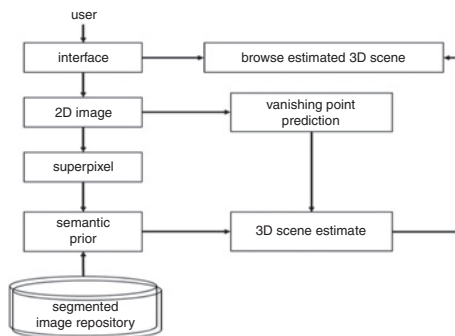 user
interface
browse estimated 3D scene
2D image
vanishing point
prediction
superpixel
semantic
prior
3D scene estimate
segmented
image repository